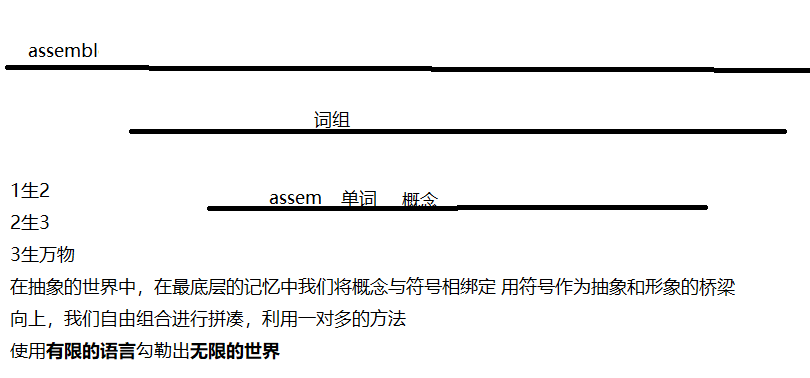 assembl
词组
assem 单词 概念
1生2
2生3
3生万物
在抽象的世界中，在最底层的记忆中我们将概念与符号相绑定 用符号作为抽象和形象的桥梁
向上，我们自由组合进行拼凑，利用一对多的方法
使用有限的语言勾勒出无限的世界